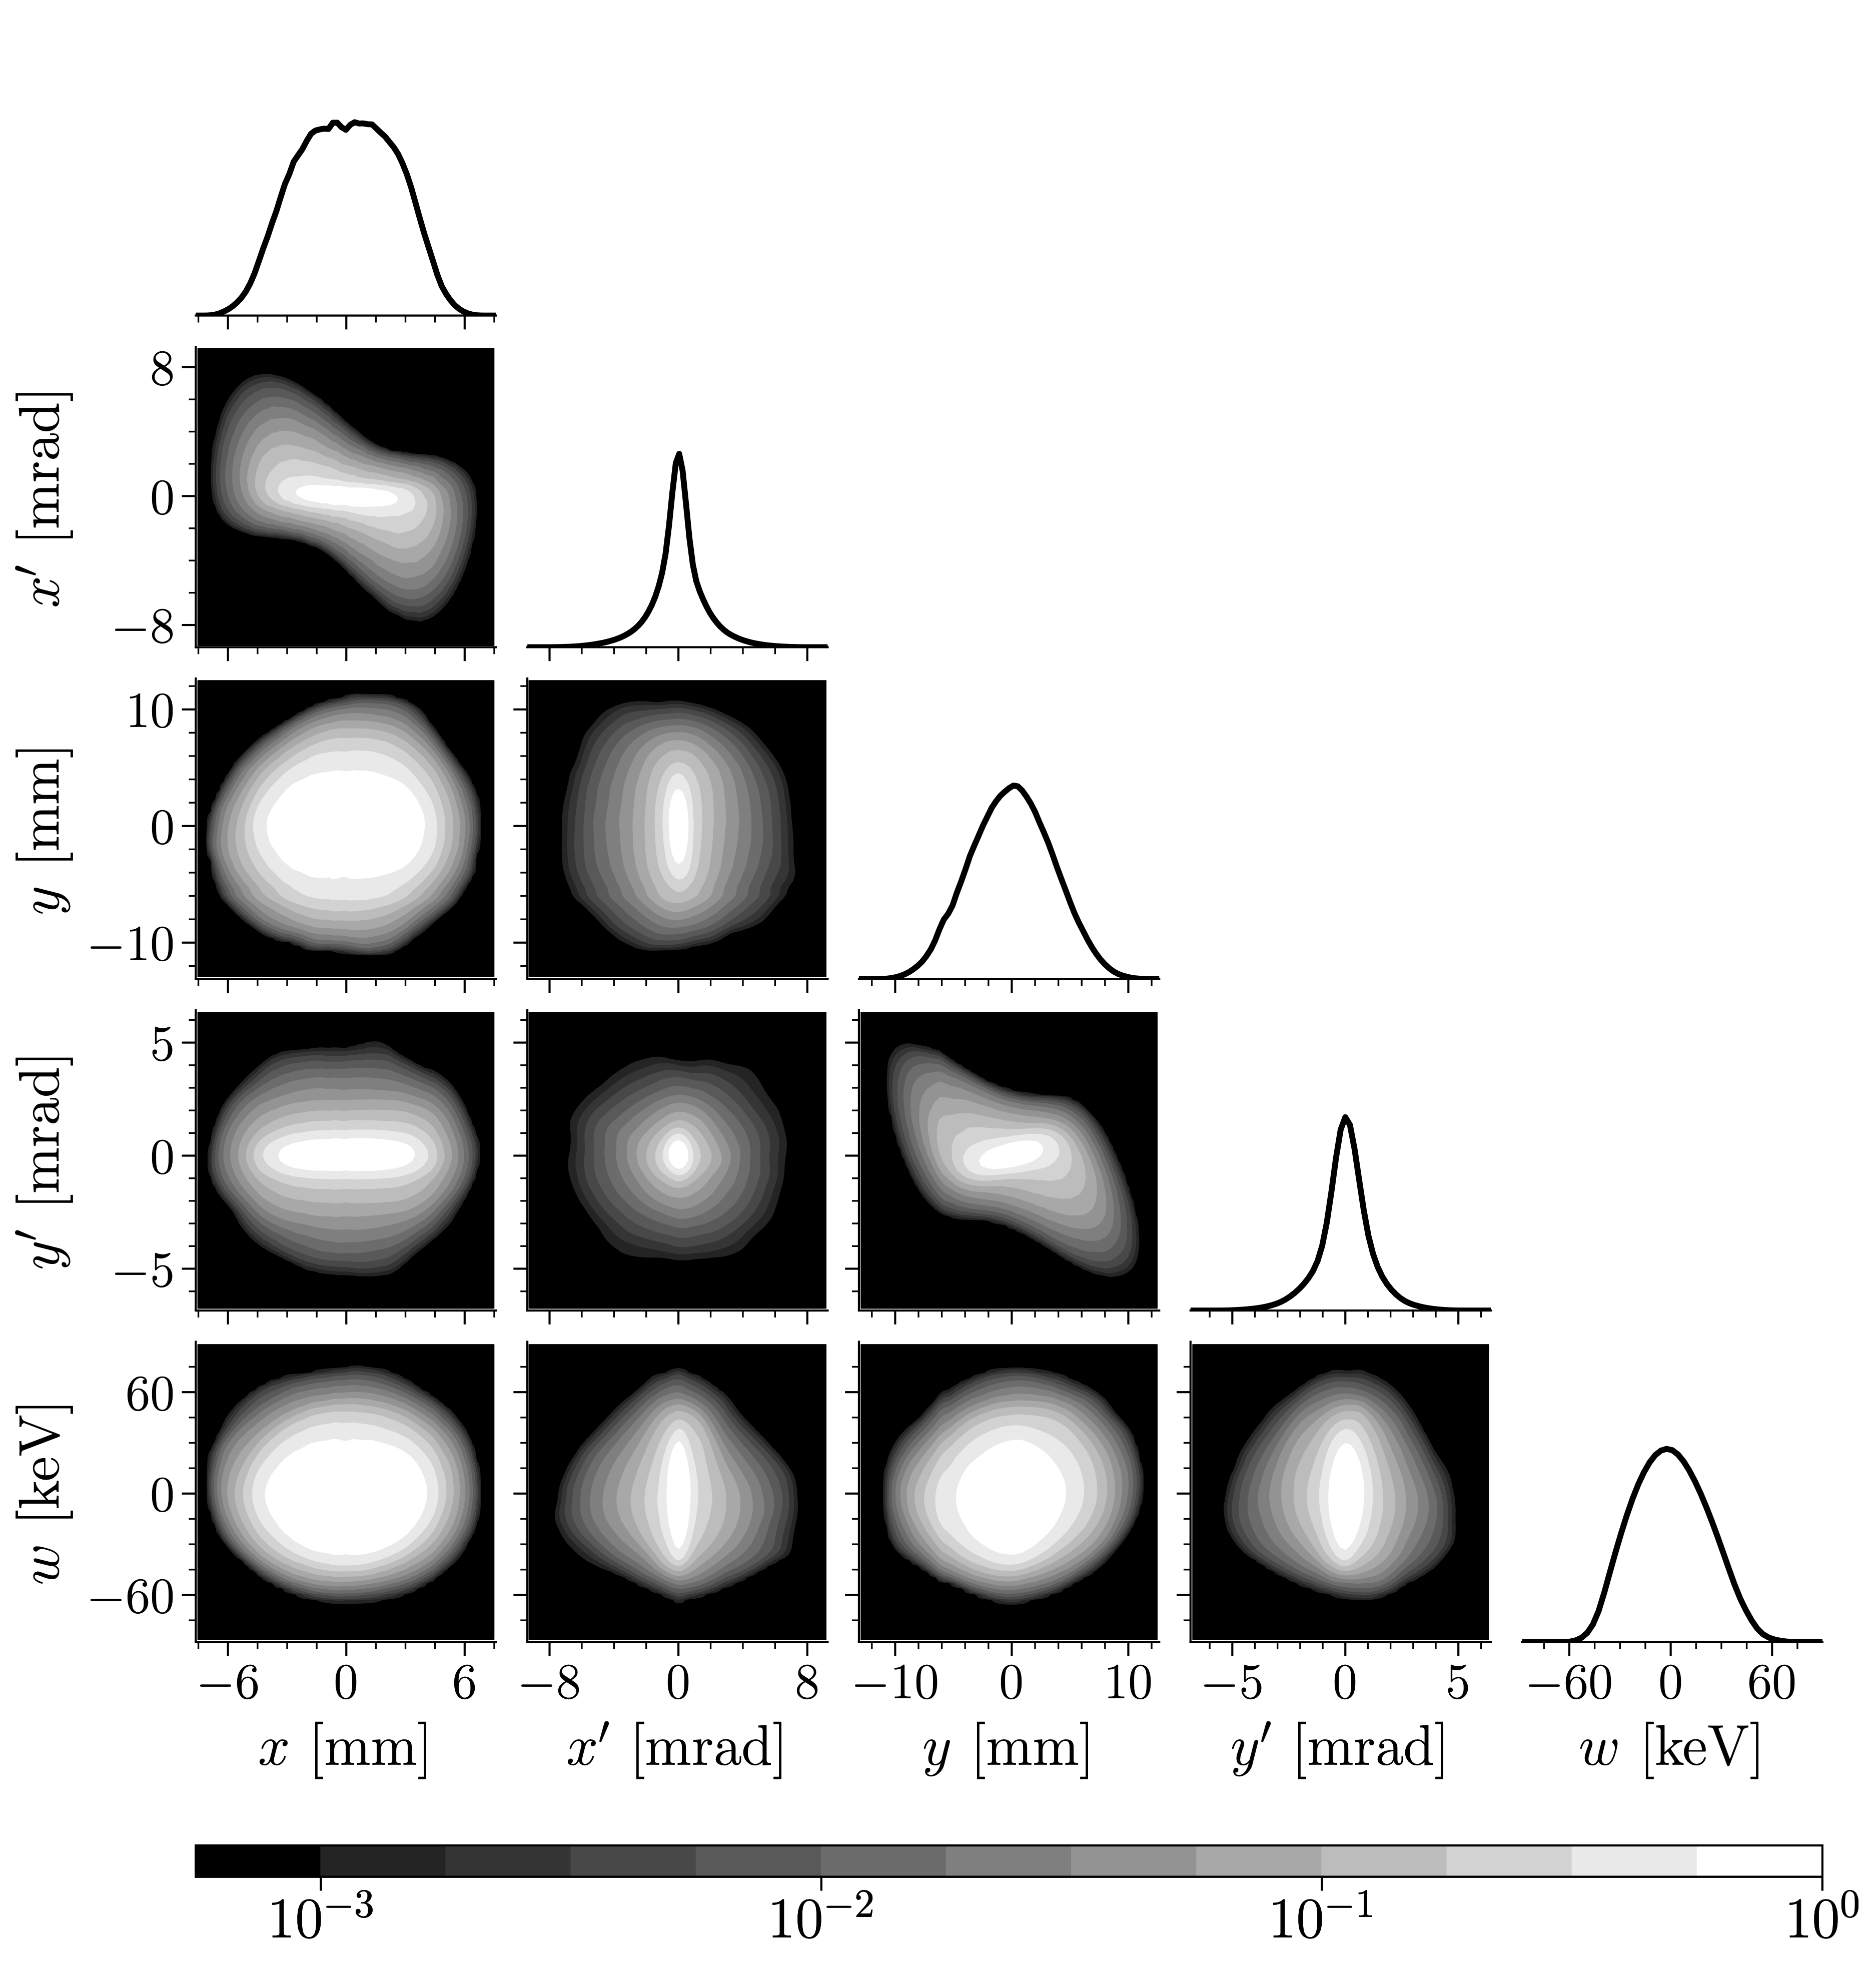 8
0
−8
x′ [mrad]
10
0
−10
y [mm]
5
0
−5
y′ [mrad]
60
0
−60
w [keV]
−6 0 6 −8 0 8 −10 0 10 −5 0 5 −60 0 60
x [mm] x′ [mrad] y [mm] y′ [mrad] w [keV]
10⁻³ 10⁻² 10⁻¹ 10⁰